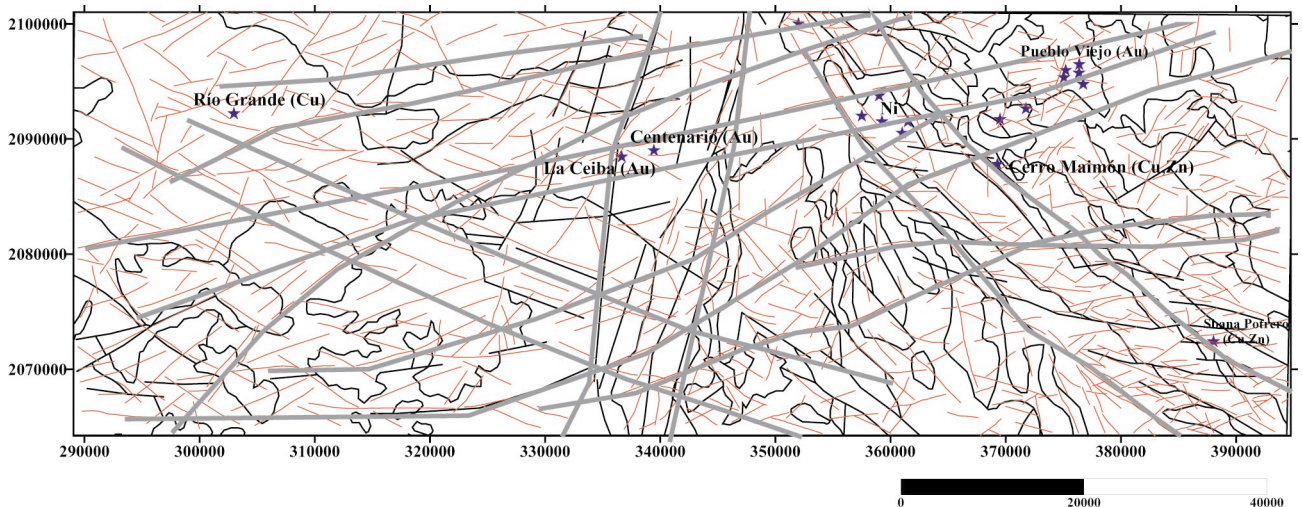 2100000
Pueblo Viejo (Au)
Río Grande (Cu)
Ni
2090000
Centenario (Au)
La Ceiba (Au)
Cerro Maimón (Cu,Zn)
2080000
Potrero
(Cu,Zn)
2070000
290000 300000 310000 320000 330000 340000 350000 360000 370000 380000 390000
0 20000 40000